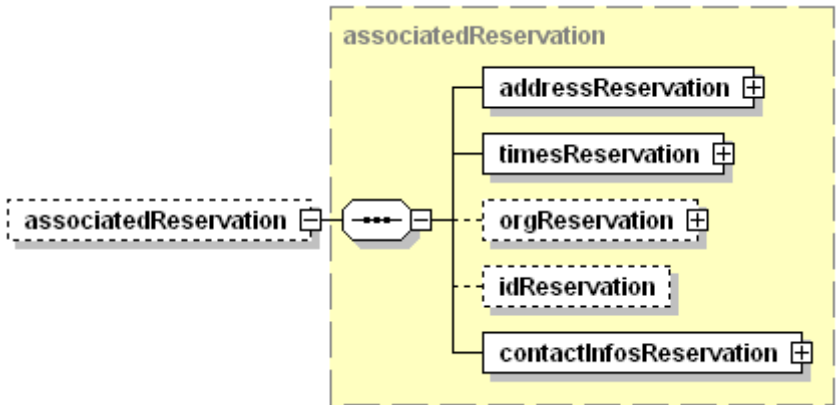 associatedReservation
addressReservation
timesReservation
associatedReservation
orgReservation
idReservation
contactInfosReservation